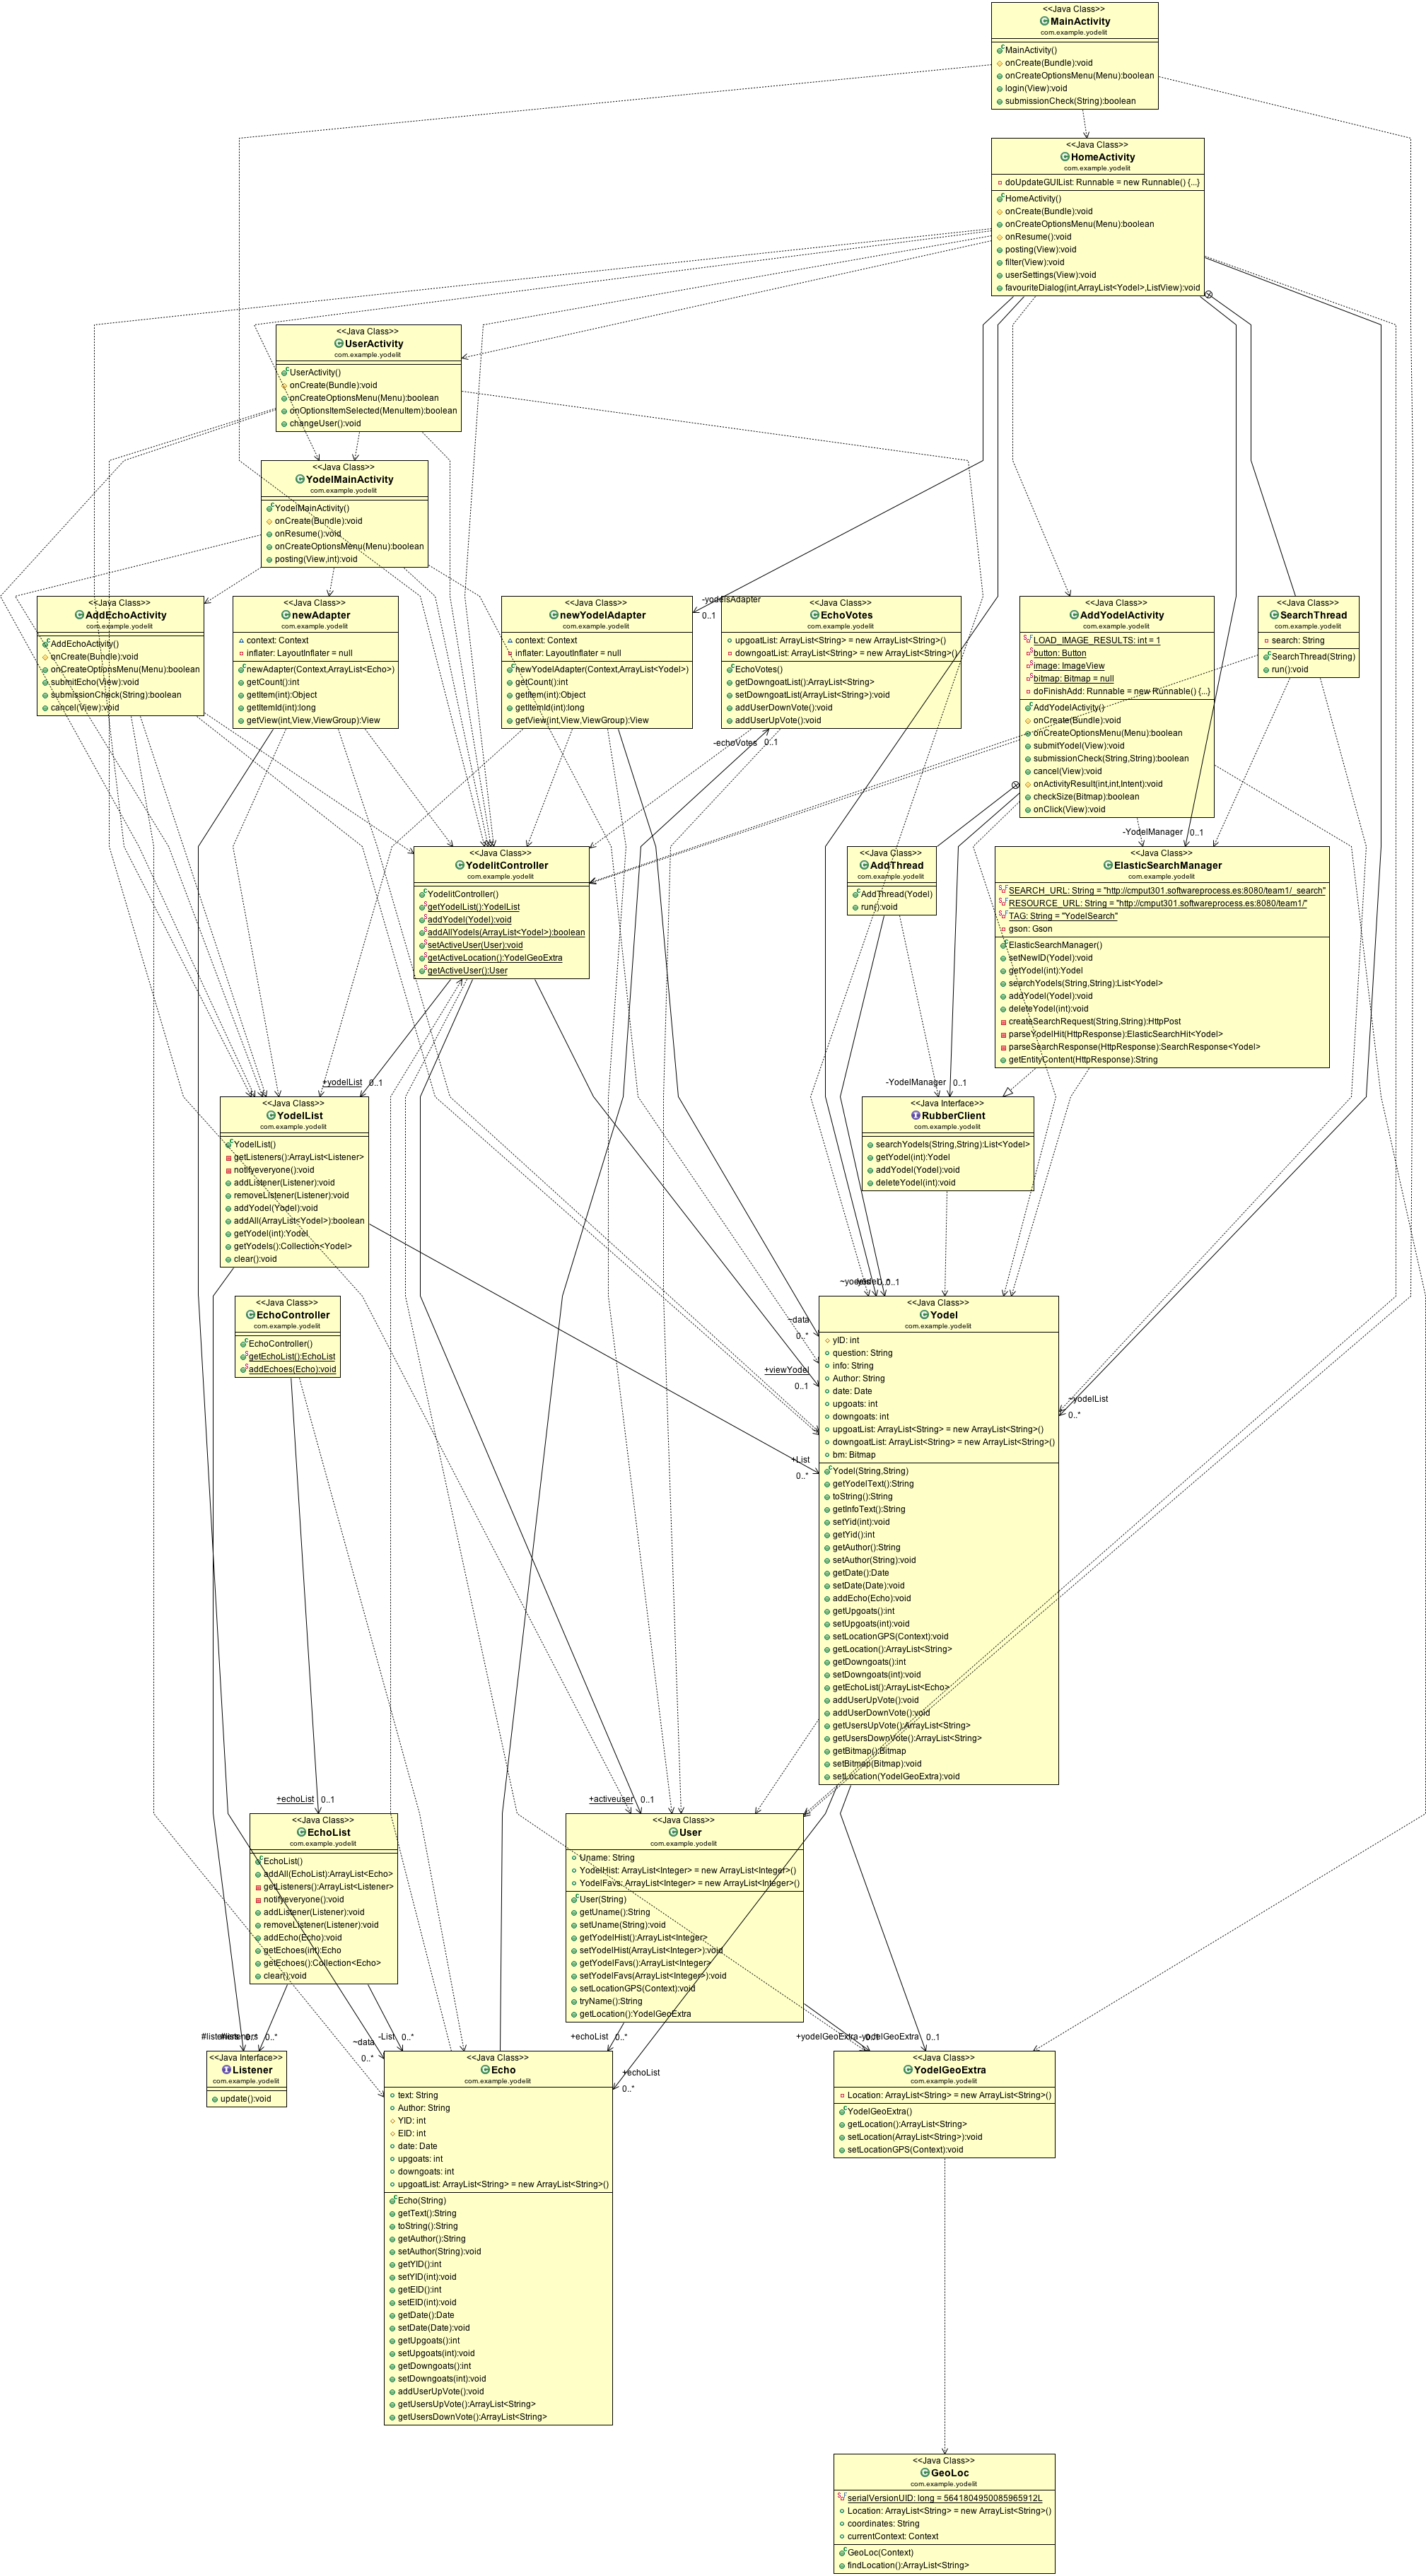 <<Java Class>>
MainActivity
com.example.yodelit
MainActivity()
onCreate(Bundle):void
onCreateOptionsMenu(Menu):boolean
login(View):void
submissionCheck(String):boolean
<<Java Class>>
HomeActivity
com.example.yodelit
doUpdateGUIList: Runnable = new Runnable() {...}
HomeActivity()
onCreate(Bundle):void
onCreateOptionsMenu(Menu):boolean
onResume():void
posting(View):void
filter(View):void
userSettings(View):void
favouriteDialog(int,ArrayList<Yodel>,ListView):void
<<Java Class>>
UserActivity
com.example.yodelit
UserActivity()
onCreate(Bundle):void
onCreateOptionsMenu(Menu):boolean
onOptionsItemSelected(MenuItem):boolean
changeUser():void
<<Java Class>>
YodelMainActivity
com.example.yodelit
YodelMainActivity()
onCreate(Bundle):void
onResume():void
onCreateOptionsMenu(Menu):boolean
posting(View,int):void
<<Java Class>>
AddEchoActivity
com.example.yodelit
AddEchoActivity()
onCreate(Bundle):void
onCreateOptionsMenu(Menu):boolean
submitEcho(View):void
submissionCheck(String):boolean
cancel(View):void
<<Java Class>>
newAdapter
com.example.yodelit
context: Context
inflater: LayoutInflater = null
newAdapter(Context,ArrayList<Echo>)
getCount():int
getItem(int):Object
getItemId(int):long
getView(int,View,ViewGroup):View
<<Java Class>>
newYodelAdapter
com.example.yodelit
context: Context
inflater: LayoutInflater = null
newYodelAdapter(Context,ArrayList<Yodel>)
getCount():int
getItem(int):Object
getItemId(int):long
getView(int,View,ViewGroup):View
-yodelsAdapter
0..1
<<Java Class>>
EchoVotes
com.example.yodelit
upgoatList: ArrayList<String> = new ArrayList<String>()
downgoatList: ArrayList<String> = new ArrayList<String>()
EchoVotes()
getDowngoatList():ArrayList<String>
setDowngoatList(ArrayList<String>):void
addUserDownVote():void
addUserUpVote():void
-echoVotes
0..1
<<Java Class>>
AddYodelActivity
com.example.yodelit
LOAD_IMAGE_RESULTS: int = 1
button: Button
image: ImageView
bitmap: Bitmap = null
doFinishAdd: Runnable = new Runnable() {...}
AddYodelActivity()
onCreate(Bundle):void
onCreateOptionsMenu(Menu):boolean
submitYodel(View):void
submissionCheck(String,String):boolean
cancel(View):void
onActivityResult(int,int,Intent):void
checkSize(Bitmap):boolean
onClick(View):void
<<Java Class>>
SearchThread
com.example.yodelit
search: String
SearchThread(String)
run():void
-YodelManager
0..1
<<Java Class>>
YodelitController
com.example.yodelit
YodelitController()
getYodelList():YodelList
addYodel(Yodel):void
addAllYodels(ArrayList<Yodel>):boolean
setActiveUser(User):void
getActiveLocation():YodelGeoExtra
getActiveUser():User
<<Java Class>>
AddThread
com.example.yodelit
AddThread(Yodel)
run():void
<<Java Class>>
ElasticSearchManager
com.example.yodelit
SEARCH_URL: String = "http://cmput301.softwareprocess.es:8080/team1/_search"
RESOURCE_URL: String = "http://cmput301.softwareprocess.es:8080/team1/"
TAG: String = "YodelSearch"
gson: Gson
ElasticSearchManager()
setNewID(Yodel):void
getYodel(int):Yodel
searchYodels(String,String):List<Yodel>
addYodel(Yodel):void
deleteYodel(int):void
createSearchRequest(String,String):HttpPost
parseYodelHit(HttpResponse):ElasticSearchHit<Yodel>
parseSearchResponse(HttpResponse):SearchResponse<Yodel>
getEntityContent(HttpResponse):String
+yodelList
0..1
-YodelManager
0..1
<<Java Class>>
YodelList
com.example.yodelit
YodelList()
getListeners():ArrayList<Listener>
notifyeveryone():void
addListener(Listener):void
removeListener(Listener):void
addYodel(Yodel):void
addAll(ArrayList<Yodel>):boolean
getYodel(int):Yodel
getYodels():Collection<Yodel>
clear():void
<<Java Interface>>
RubberClient
com.example.yodelit
searchYodels(String,String):List<Yodel>
getYodel(int):Yodel
addYodel(Yodel):void
deleteYodel(int):void
<<Java Class>>
EchoController
com.example.yodelit
EchoController()
getEchoList():EchoList
addEchoes(Echo):void
~data
0..*
+viewYodel
0..1
+List
0..*
~yodelList
0..*
<<Java Class>>
Yodel
com.example.yodelit
yID: int
question: String
info: String
Author: String
date: Date
upgoats: int
downgoats: int
upgoatList: ArrayList<String> = new ArrayList<String>()
downgoatList: ArrayList<String> = new ArrayList<String>()
bm: Bitmap
Yodel(String,String)
getYodelText():String
toString():String
getInfoText():String
setYid(int):void
getYid():int
getAuthor():String
setAuthor(String):void
getDate():Date
setDate(Date):void
addEcho(Echo):void
getUpgoats():int
setUpgoats(int):void
setLocationGPS(Context):void
getLocation():ArrayList<String>
getDowngoats():int
setDowngoats(int):void
getEchoList():ArrayList<Echo>
addUserUpVote():void
addUserDownVote():void
getUsersUpVote():ArrayList<String>
getUsersDownVote():ArrayList<String>
getBitmap():Bitmap
setBitmap(Bitmap):void
setLocation(YodelGeoExtra):void
+echoList
0..1
+activeuser
0..1
<<Java Class>>
EchoList
com.example.yodelit
EchoList()
addAll(EchoList):ArrayList<Echo>
getListeners():ArrayList<Listener>
notifyeveryone():void
addListener(Listener):void
removeListener(Listener):void
addEcho(Echo):void
getEchoes(int):Echo
getEchoes():Collection<Echo>
clear():void
<<Java Class>>
User
com.example.yodelit
Uname: String
YodelHist: ArrayList<Integer> = new ArrayList<Integer>()
YodelFavs: ArrayList<Integer> = new ArrayList<Integer>()
User(String)
getUname():String
setUname(String):void
getYodelHist():ArrayList<Integer>
setYodelHist(ArrayList<Integer>):void
getYodelFavs():ArrayList<Integer>
setYodelFavs(ArrayList<Integer>):void
setLocationGPS(Context):void
tryName():String
getLocation():YodelGeoExtra
0..*
~data
0..*
-List
0..*
+echoList
0..*
+echoList
0..*
+yodelGeoExtra
-yodelGeoExtra
0..1
<<Java Interface>>
Listener
com.example.yodelit
update():void
<<Java Class>>
Echo
com.example.yodelit
text: String
Author: String
YID: int
EID: int
date: Date
upgoats: int
downgoats: int
upgoatList: ArrayList<String> = new ArrayList<String>()
Echo(String)
getText():String
toString():String
getAuthor():String
setAuthor(String):void
getYID():int
setYID(int):void
getEID():int
setEID(int):void
getDate():Date
setDate(Date):void
getUpgoats():int
setUpgoats(int):void
getDowngoats():int
setDowngoats(int):void
addUserUpVote():void
getUsersUpVote():ArrayList<String>
getUsersDownVote():ArrayList<String>
<<Java Class>>
YodelGeoExtra
com.example.yodelit
Location: ArrayList<String> = new ArrayList<String>()
YodelGeoExtra()
getLocation():ArrayList<String>
setLocation(ArrayList<String>):void
setLocationGPS(Context):void
<<Java Class>>
GeoLoc
com.example.yodelit
serialVersionUID: long = 5641804950085965912L
Location: ArrayList<String> = new ArrayList<String>()
coordinates: String
currentContext: Context
GeoLoc(Context)
findLocation():ArrayList<String>